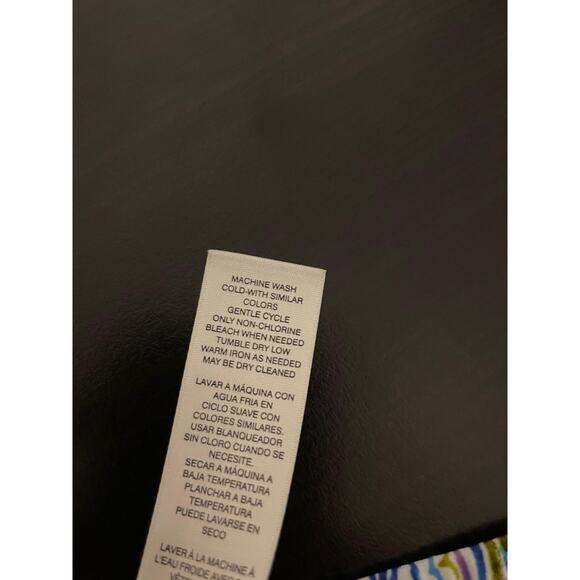 MACHINE WASH
COLD-WITH SIMILAR
COLORS
GENTLE CYCLE
ONLY NON-CHLORINE
BLEACH WHEN NEEDED
TUMBLE DRY LOW
WARM IRON AS NEEDED
MAY BE DRY CLEANED
LAVAR A MÁQUINA CON
AGUA FRIA EN
CICLO SUAVE CON
COLORES SIMILARES.
USAR BLANQUEADOR
SIN CLORO CUANDO SE
NECESITE.
SECAR A MÁQUINA A
BAJA TEMPERATURA
PLANCHAR A BAJA
TEMPERATURA
PUEDE LAVARSE EN
SECO
LAVER À LA MACHINE À
L'EAU FROIDE AVEC